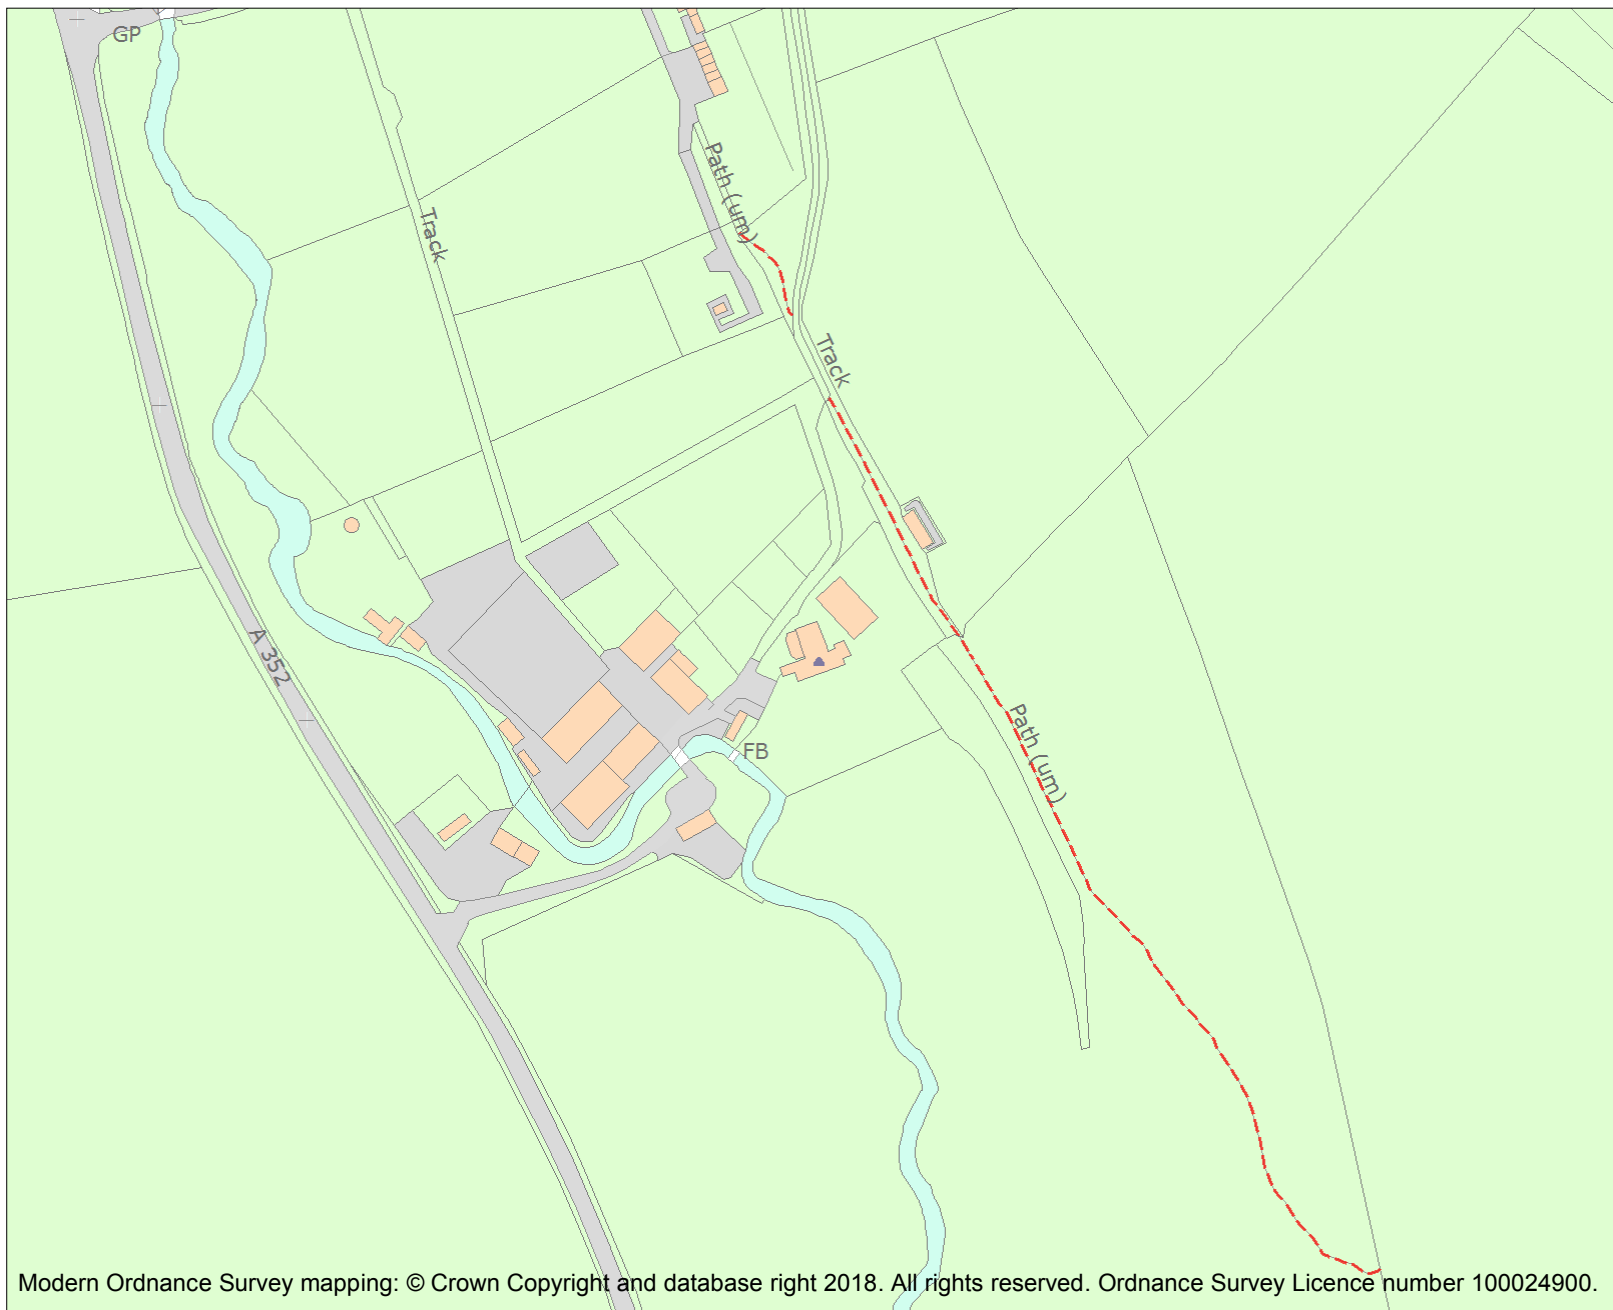 GP
Path (um)
Track
Track
A 352
Path (um)
FB
Modern Ordnance Survey mapping: © Crown Copyright and database right 2018. All rights reserved. Ordnance Survey Licence number 100024900.